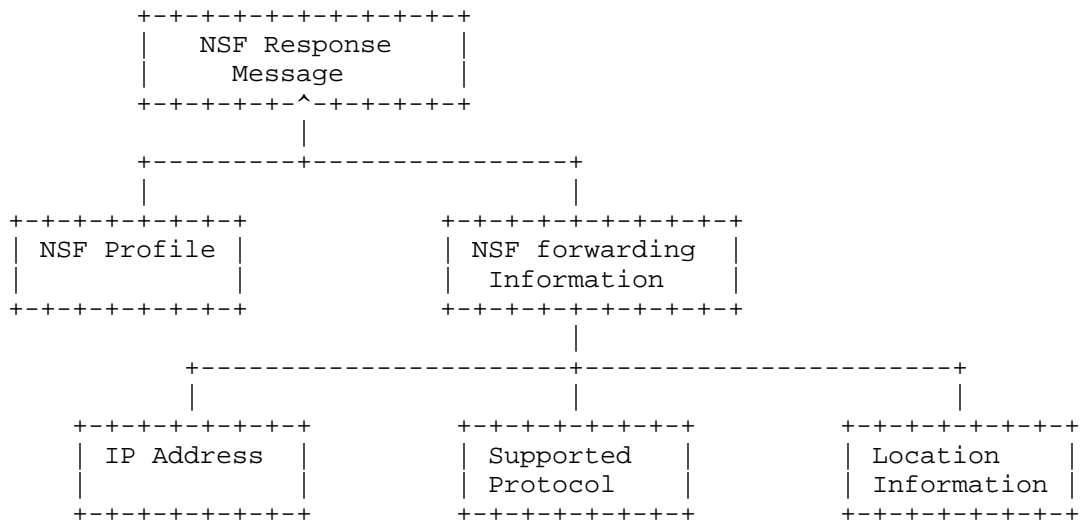 NSF Response
Message
NSF Profile
NSF forwarding
Information
IP Address
Supported
Location
Protocol
Information